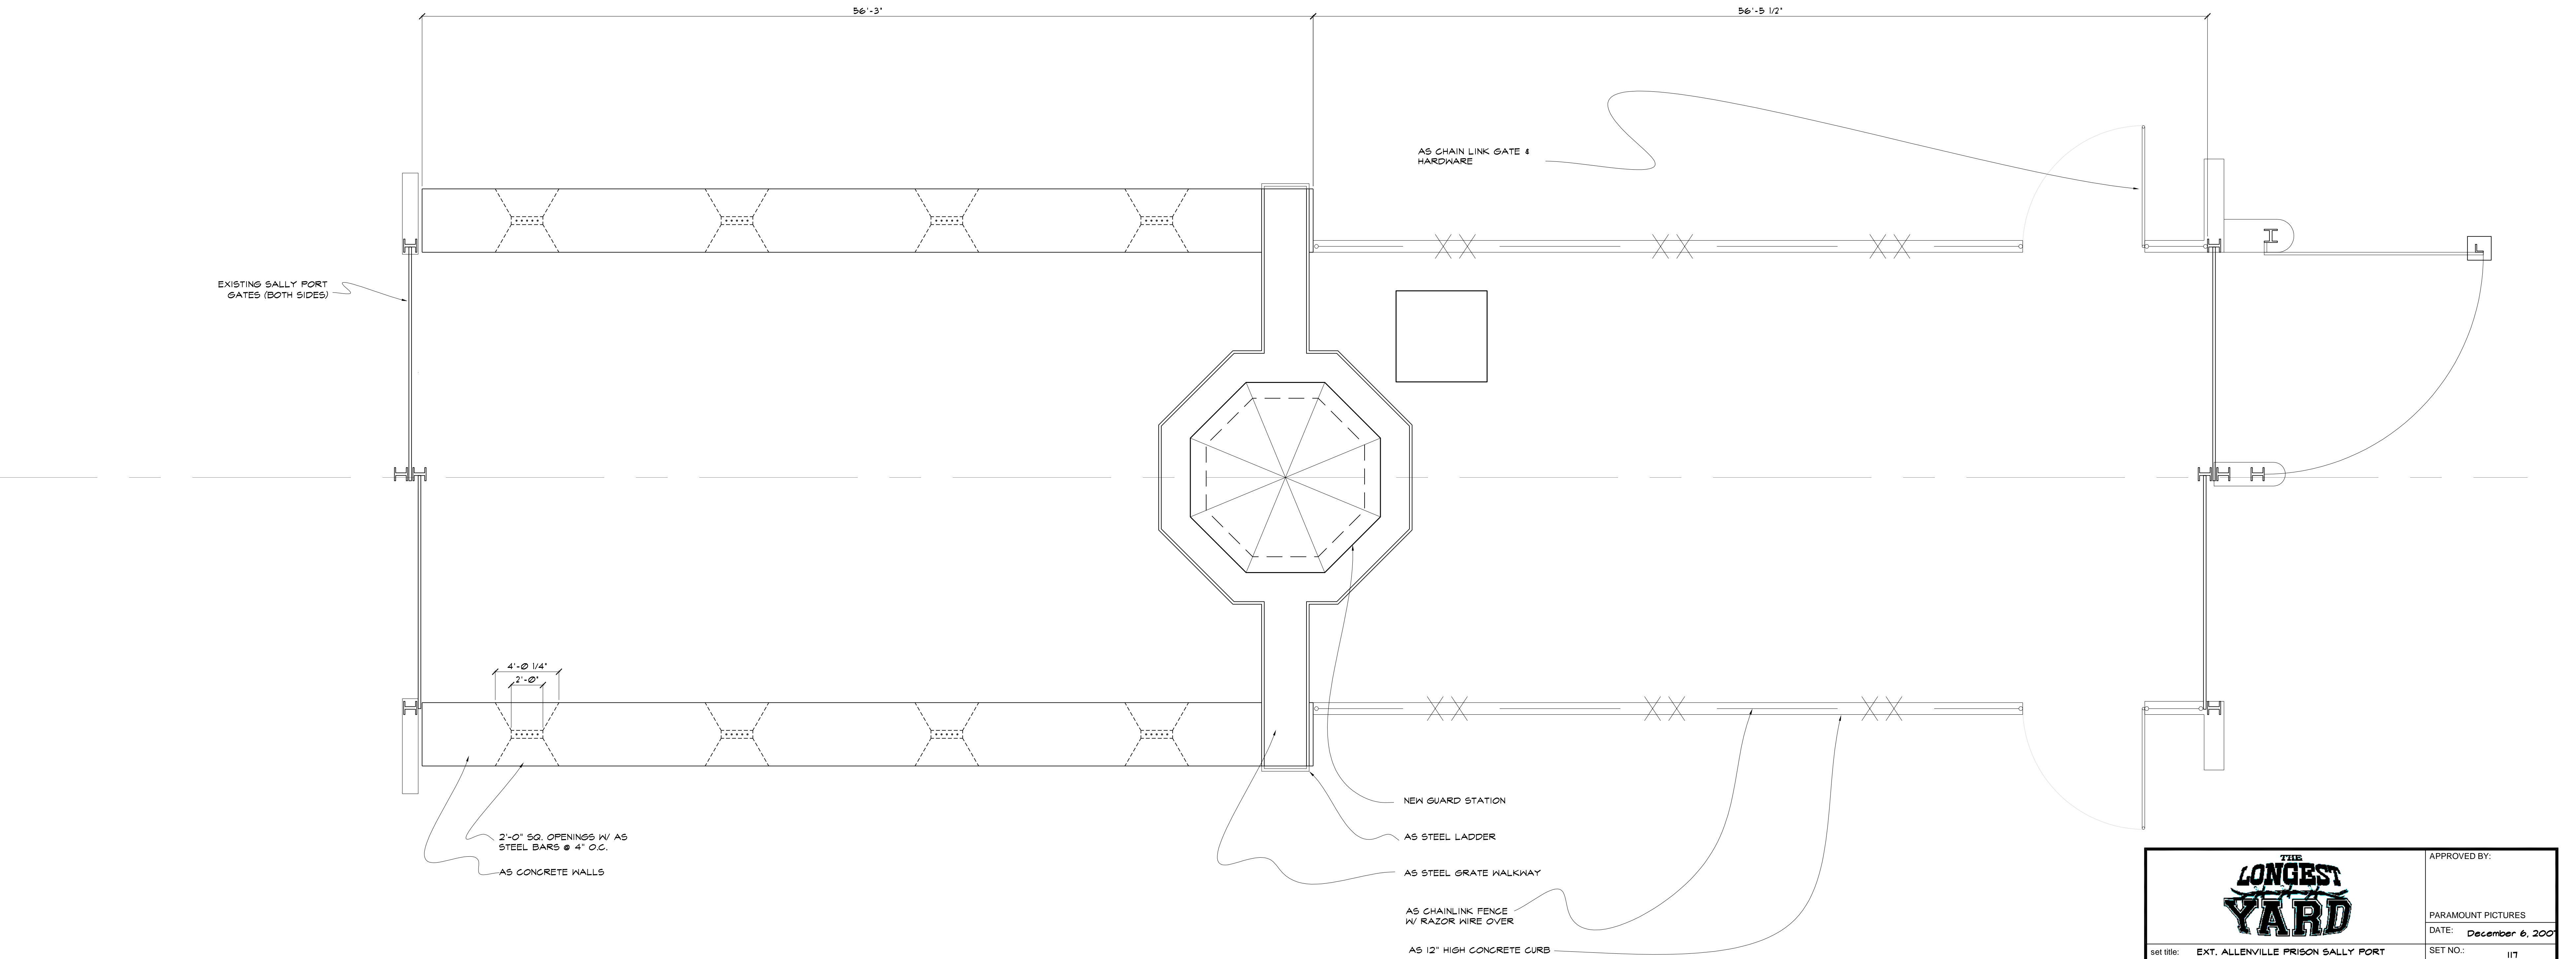 56'-3"
56'-5 1/2"
AS CHAIN LINK GATE &
HARDWARE
EXISTING SALLY PORT
GATES (BOTH SIDES)
4'-0 1/4"
2'-0"
2'-0" SQ. OPENINGS W/ AS
STEEL BARS @ 4" O.C.
AS CONCRETE WALLS
NEW GUARD STATION
AS STEEL LADDER
AS STEEL GRATE WALKWAY
AS CHAINLINK FENCE
W/ RAZOR WIRE OVER
AS 12" HIGH CONCRETE CURB
THE
LONGEST
YARD
APPROVED BY:
PARAMOUNT PICTURES
DATE: December 6, 200
set title: EXT. ALLENVILLE PRISON SALLY PORT
SET NO.: 117